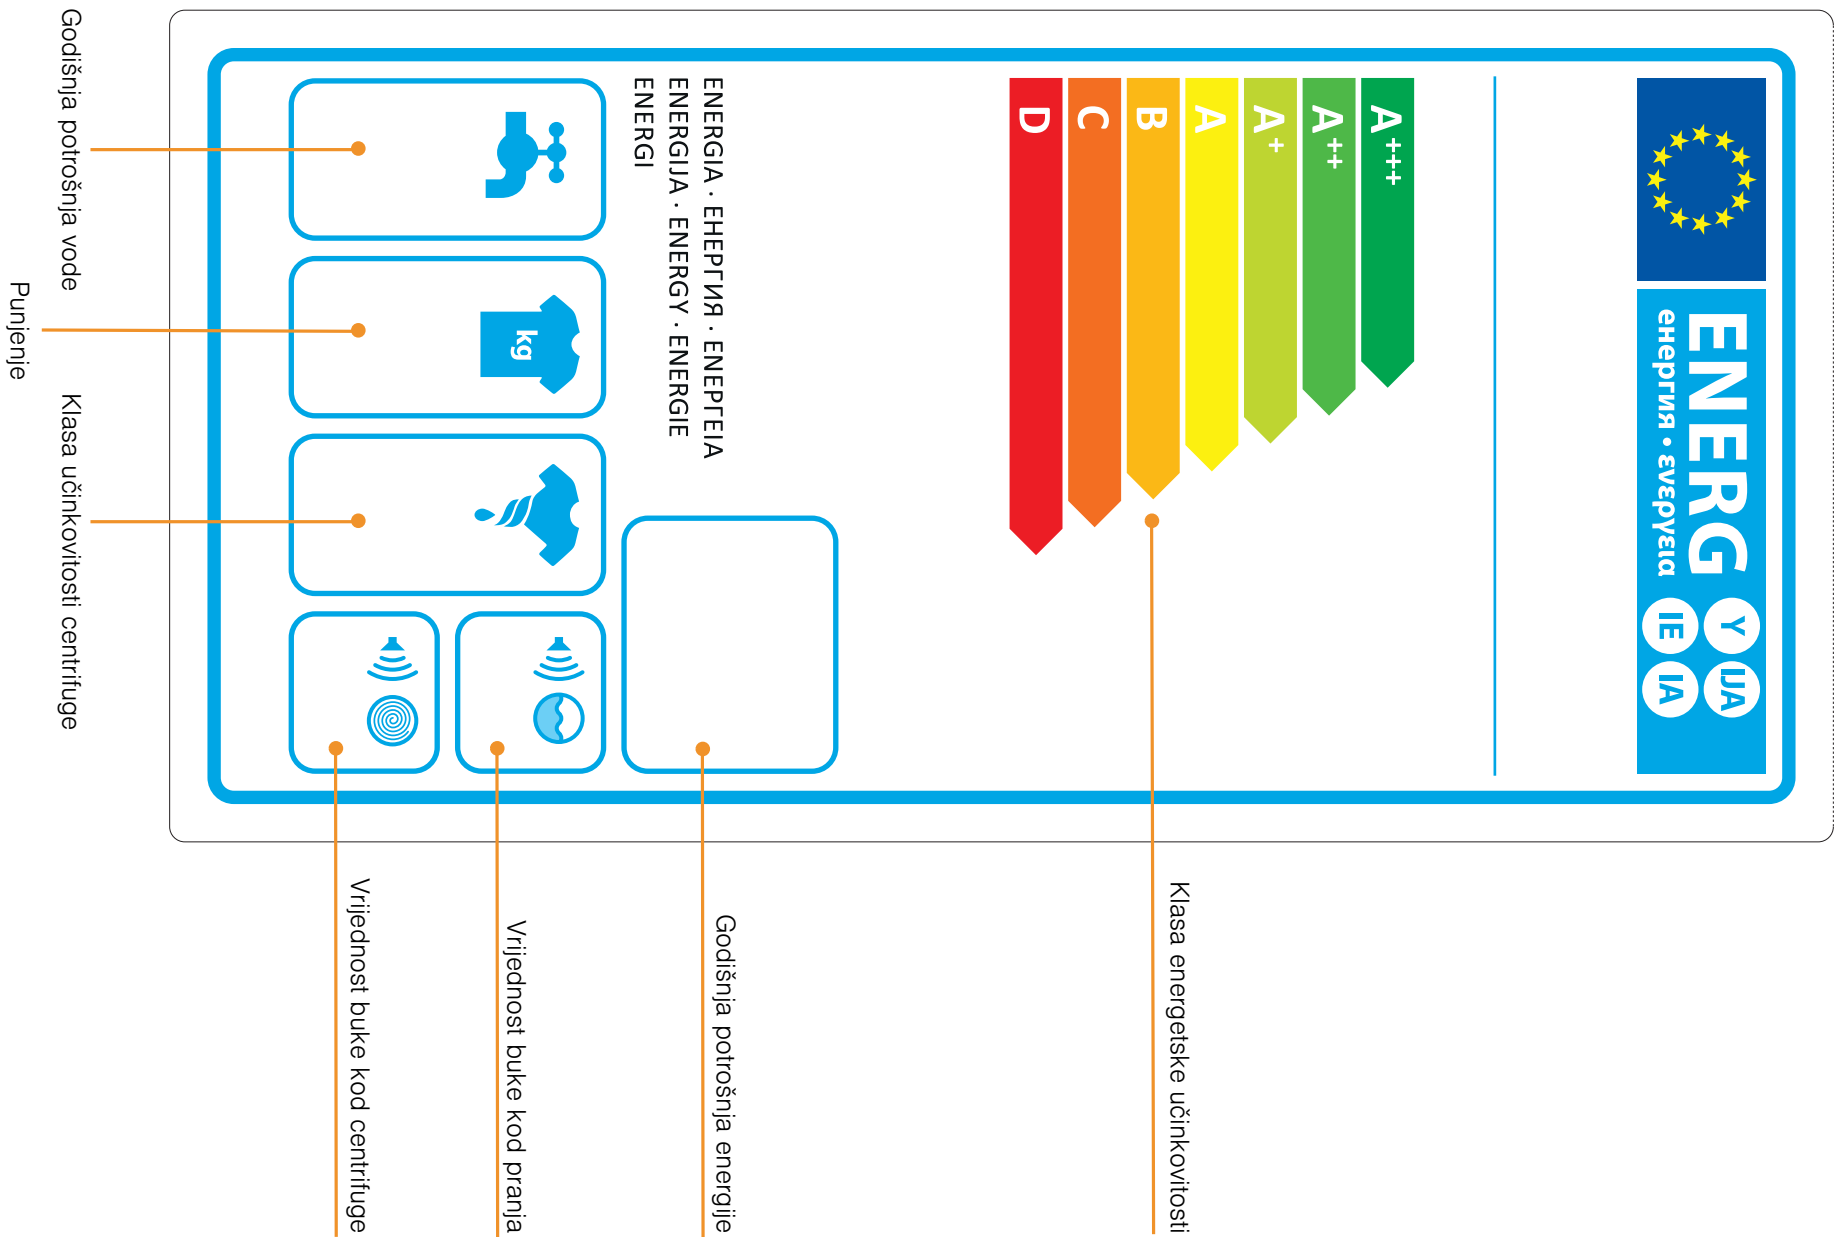 ENERG
Y IJA
IE IA
енергия · ενεργεια
A+++
A++
A+
A
B
C
D
Klasa energetske učinkovitosti
ENERGIA · ЕНЕРГИЯ · ΕΝΕΡΓΕΙΑ
ENERGIJA · ENERGY · ENERGIE
ENERGI
Godišnja potrošnja energije
kg
Vrijednost buke kod pranja
Vrijednost buke kod centrifuge
Godišnja potrošnja vode
Klasa učinkovitosti centrifuge
Punjenje